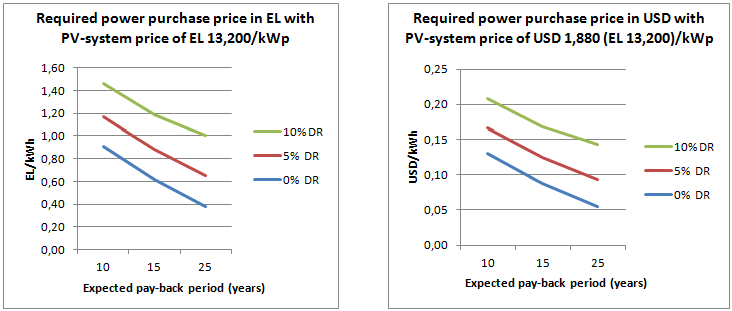 Required power purchase price in EL with
PV-system price of EL 13,200/kWp
1,60
1,40
1,20
1,00
0,80
0,60
0,40
0,20
0,00
EL/kWh
10% DR
5% DR
0% DR
10 15 25
Expected pay-back period (years)
Required power purchase price in USD with
PV-system price of USD 1,880 (EL 13,200)/kWp
0,25
0,20
0,15
0,10
0,05
0,00
USD/kWh
10% DR
5% DR
0% DR
10 15 25
Expected pay-back period (years)